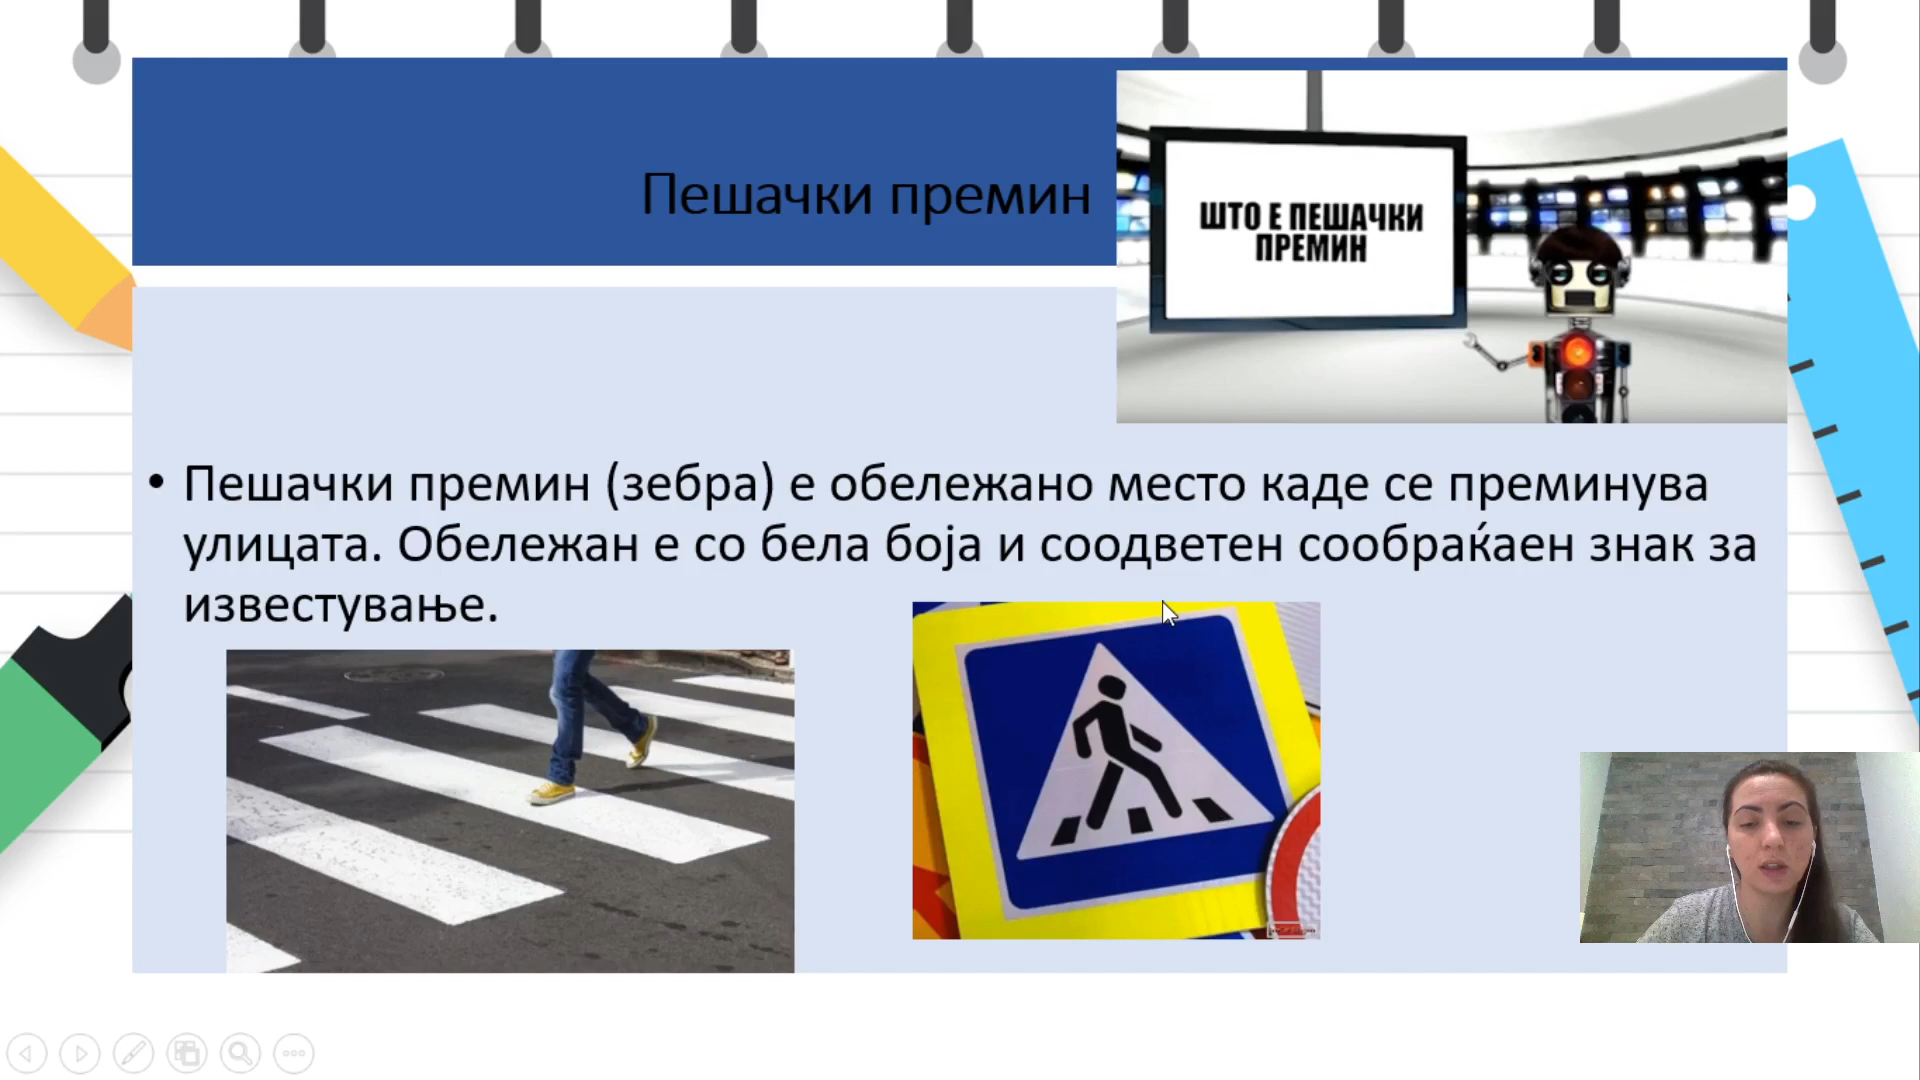 Пешачки премин
ШТО Е ПЕШАЧКИ
ПРЕМИН
• Пешачки премин (зебра) е обележано место каде се преминува
улицата. Обележан е со бела боја и соодветен сообраќаен знак за
известување.